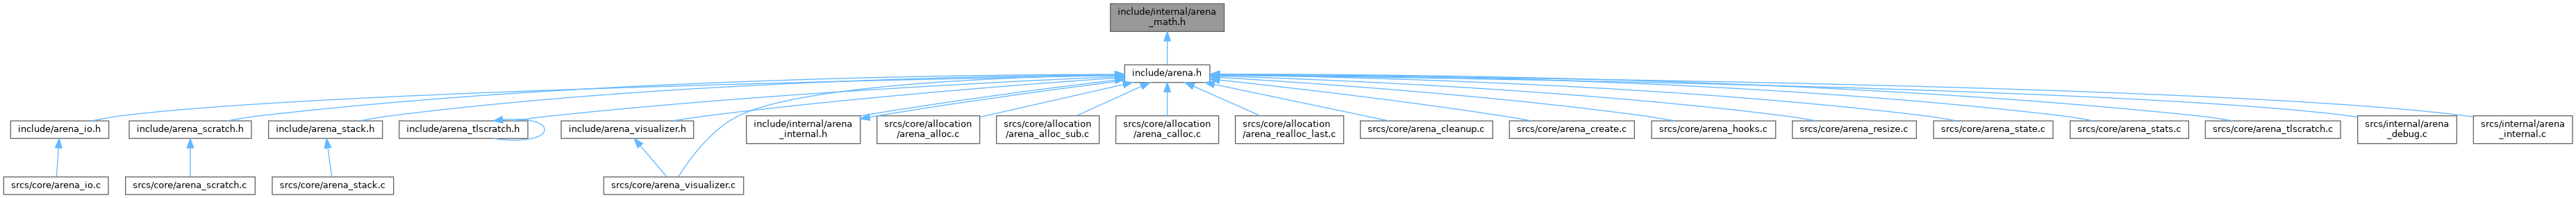 include/internal/arena
_math.h
include/arena.h
include/arena_io.h
include/arena_scratch.h
include/arena_stack.h
include/arena_tlscratch.h
include/arena_visualizer.h
include/internal/arena
_internal.h
srcs/core/allocation
/arena_alloc.c
srcs/core/allocation
/arena_alloc_sub.c
srcs/core/allocation
/arena_calloc.c
srcs/core/allocation
/arena_realloc_last.c
srcs/core/arena_cleanup.c
srcs/core/arena_create.c
srcs/core/arena_hooks.c
srcs/core/arena_resize.c
srcs/core/arena_state.c
srcs/core/arena_stats.c
srcs/core/arena_tlscratch.c
srcs/internal/arena
_debug.c
srcs/internal/arena
_internal.c
srcs/core/arena_io.c
srcs/core/arena_scratch.c
srcs/core/arena_stack.c
srcs/core/arena_visualizer.c